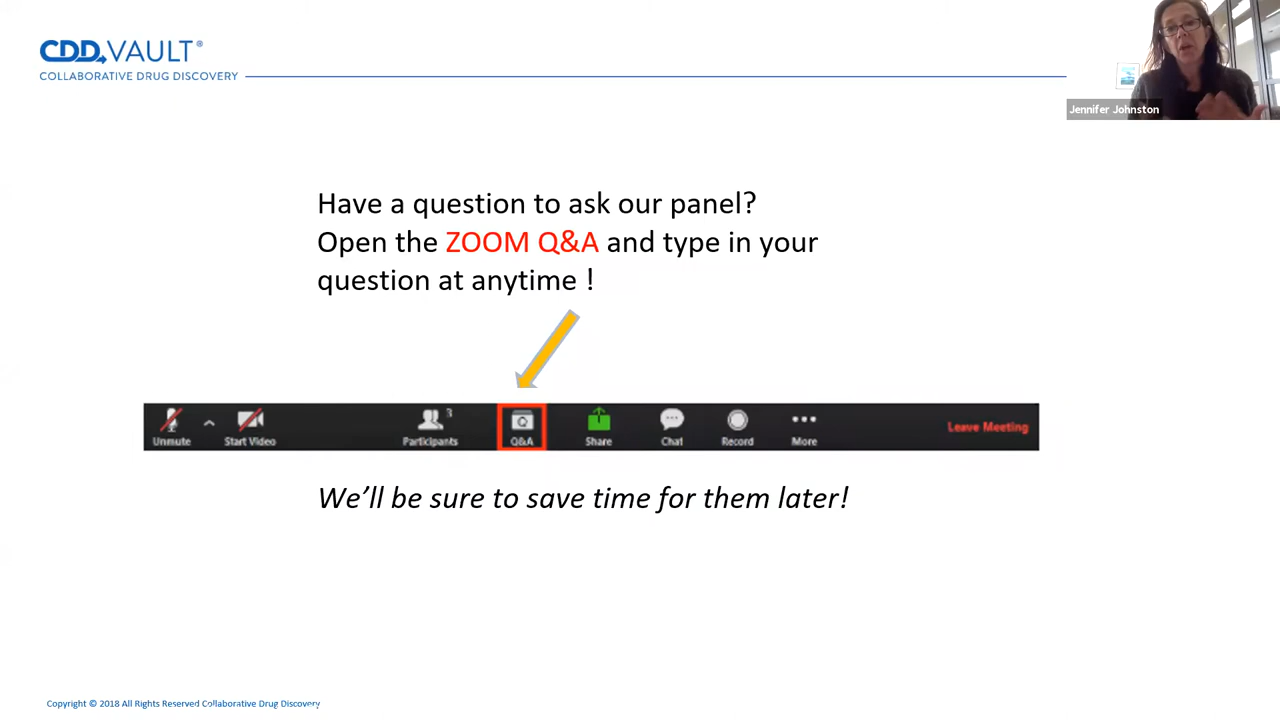 CDD VAULT®
COLLABORATIVE DRUG DISCOVERY
Jennifer Johnston
Have a question to ask our panel?
Open the ZOOM Q&A and type in your
question at anytime !
3
Unmute
Start Video
Participants
Q
Q&A
Share
Chat
Record
More
Leave Meeting
We’ll be sure to save time for them later!
Copyright © 2018 All Rights Reserved Collaborative Drug Discovery